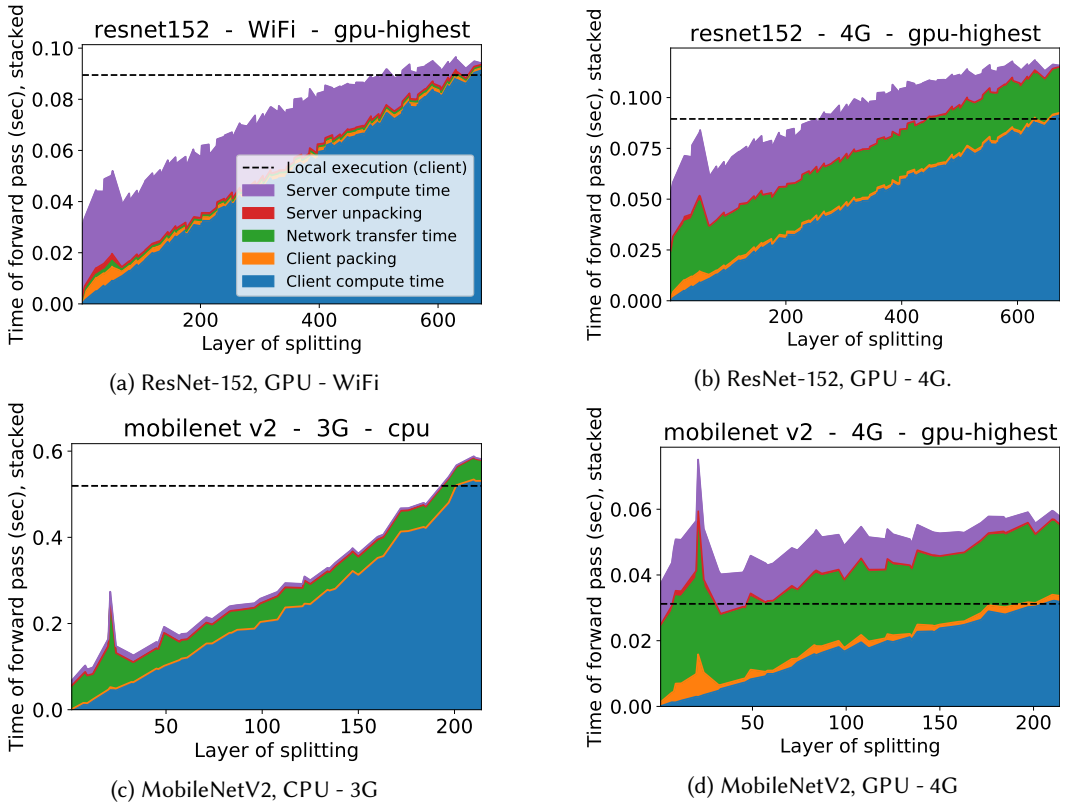 resnet152 - WiFi - gpu-highest
Time of forward pass (sec), stacked
0.10
0.08
0.06
0.04
0.02
0.00
Local execution (client)
Server compute time
Server unpacking
Network transfer time
Client packing
Client compute time
200 400 600
Layer of splitting
(a) ResNet-152, GPU - WiFi
resnet152 - 4G - gpu-highest
Time of forward pass (sec), stacked
0.100
0.075
0.050
0.025
0.000
200 400 600
Layer of splitting
(b) ResNet-152, GPU - 4G.
mobilenet v2 - 3G - cpu
Time of forward pass (sec), stacked
0.6
0.4
0.2
0.0
50 100 150 200
Layer of splitting
(c) MobileNetV2, CPU - 3G
mobilenet v2 - 4G - gpu-highest
Time of forward pass (sec), stacked
0.06
0.04
0.02
0.00
50 100 150 200
Layer of splitting
(d) MobileNetV2, GPU - 4G